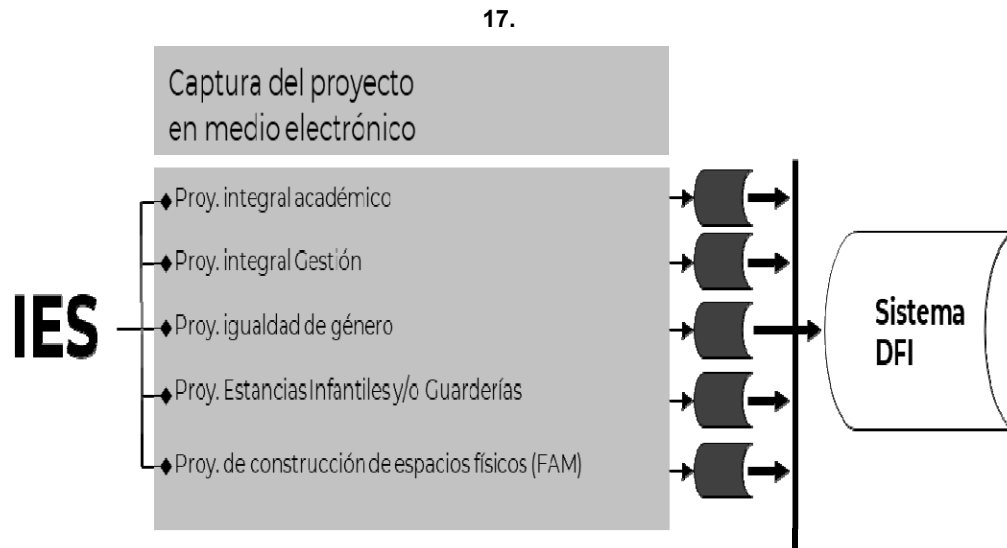 17.
Captura del proyecto
en medio electrónico
Proy. integral académico
Proy. integral Gestión
IES
Proy. igualdad de género
Proy. Estancias Infantiles y/o Guarderías
Proy. de construcción de espacios físicos (FAM)
Sistema
DFI